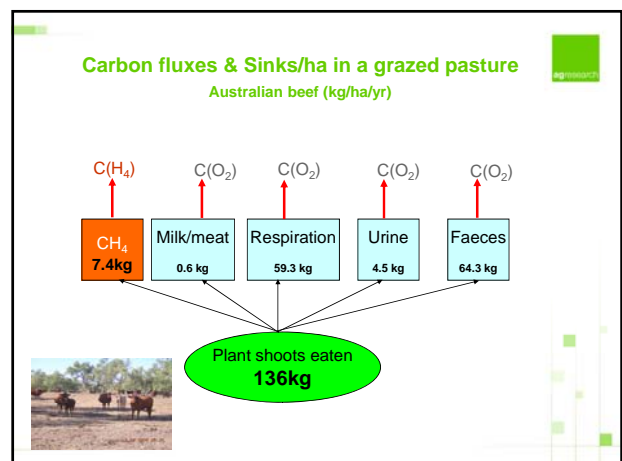 Carbon fluxes & Sinks/ha in a grazed pasture
Australian beef (kg/ha/yr)
agresearch
C(H₄) C(O₂) C(O₂) C(O₂) C(O₂)
CH₄
7.4kg
Milk/meat
0.6 kg
Respiration
59.3 kg
Urine
4.5 kg
Faeces
64.3 kg
Plant shoots eaten
136kg